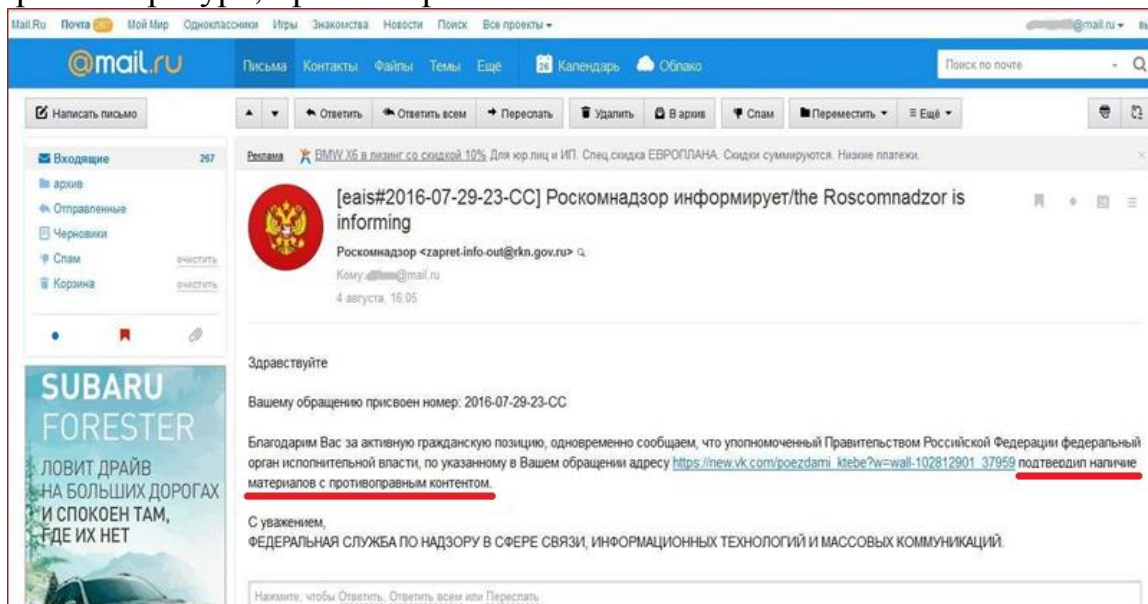 Mail.Ru Почта 267 Мой Мир Одноклассники Игры Знакомства Новости Поиск Все проекты @mail.ru
@mail.ru Письма Контакты Файлы Темы Ещё 26 Календарь Облако Поиск по почте
Написать письмо Ответить Ответить всем Переслать Удалить В архив Спам Переместить Ещё
Входящие 267
архив
Отправленные
Черновики
Спам очистить
Корзина очистить
Реклама BMW X6 в лизинг со скидкой 10% Для юр.лиц и ИП. Спец.скидка ЕВРОПЛАНА. Скидки суммируются. Низкие платежи.
[eais#2016-07-29-23-CC] Роскомнадзор информирует/the Roscomnadzor is
informing
Роскомнадзор <zapret-info-out@rkn.gov.ru>
Кому: @mail.ru
4 августа, 16:05
Здравствуйте
Вашему обращению присвоен номер: 2016-07-29-23-CC
Благодарим Вас за активную гражданскую позицию, одновременно сообщаем, что уполномоченный Правительством Российской Федерации федеральный
орган исполнительной власти, по указанному в Вашем обращении адресу https://new.vk.com/poezdami_ktebe?w=wall-102812901_37959 подтвердил наличие
материалов с противоправным контентом.
С уважением,
ФЕДЕРАЛЬНАЯ СЛУЖБА ПО НАДЗОРУ В СФЕРЕ СВЯЗИ, ИНФОРМАЦИОННЫХ ТЕХНОЛОГИЙ И МАССОВЫХ КОММУНИКАЦИЙ.
Нажмите, чтобы Ответить, Ответить всем или Переслать
SUBARU
FORESTER
ЛОВИТ ДРАЙВ
НА БОЛЬШИХ ДОРОГАХ
И СПОКОЕН ТАМ,
ГДЕ ИХ НЕТ